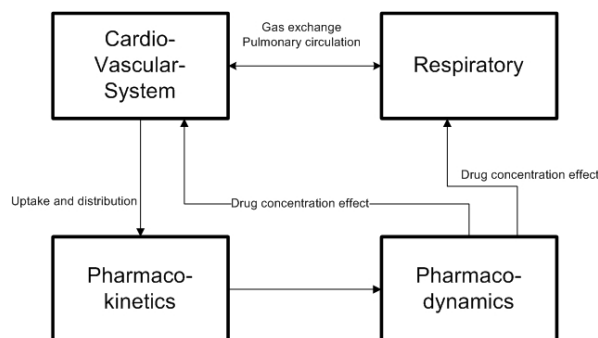 Cardio-
Vascular-
System
Gas exchange
Pulmonary circulation
Respiratory
Drug concentration effect
Uptake and distribution
Drug concentration effect
Pharmaco-
kinetics
Pharmaco-
dynamics